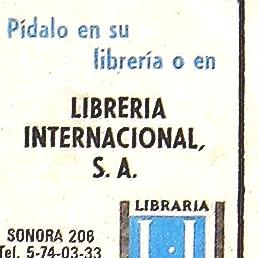 Pídalo en su
librería o en
LIBRERIA
INTERNACIONAL,
S. A.
SONORA 206
Tel. 5-74-03-33
LIBRARIA